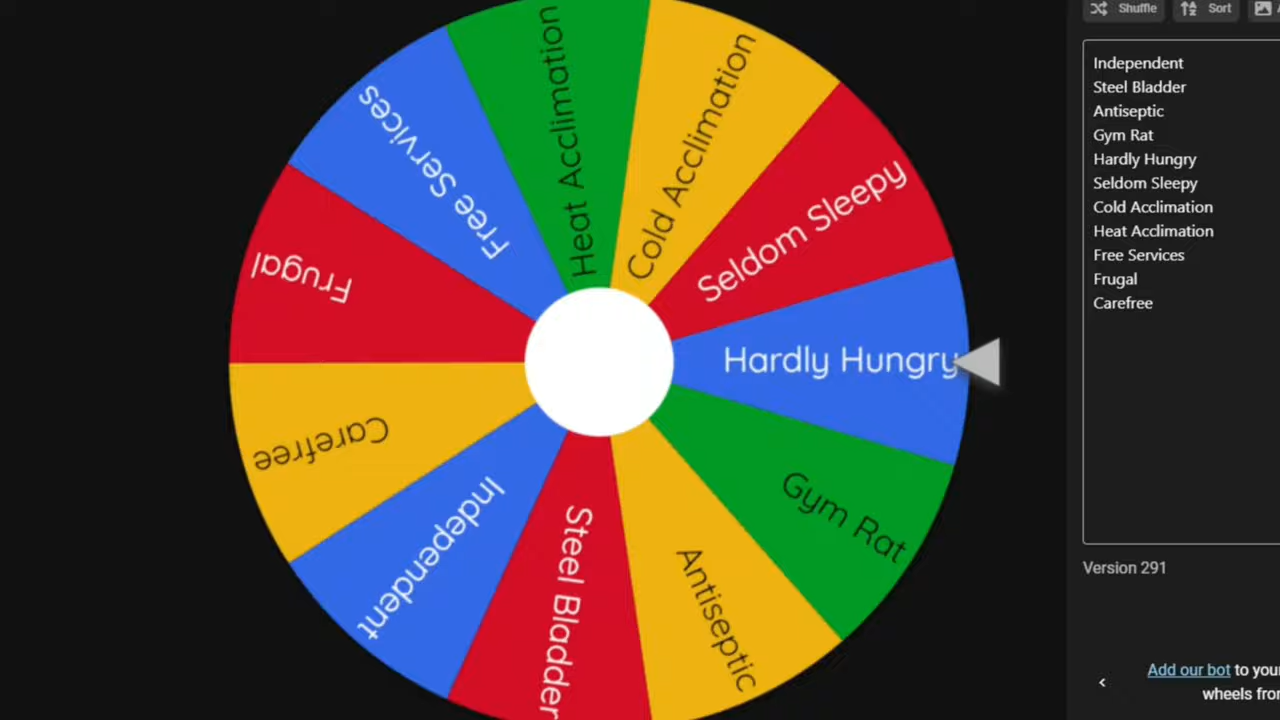 Shuffle
Sort
Heat Acclimation
Cold Acclimation
Seldom Sleepy
Hardly Hungry
Gym Rat
Antiseptic
Steel Bladder
Independent
Carefree
Frugal
Free Services
Independent
Steel Bladder
Antiseptic
Gym Rat
Hardly Hungry
Seldom Sleepy
Cold Acclimation
Heat Acclimation
Free Services
Frugal
Carefree
Version 291
Add our bot to your
wheels from